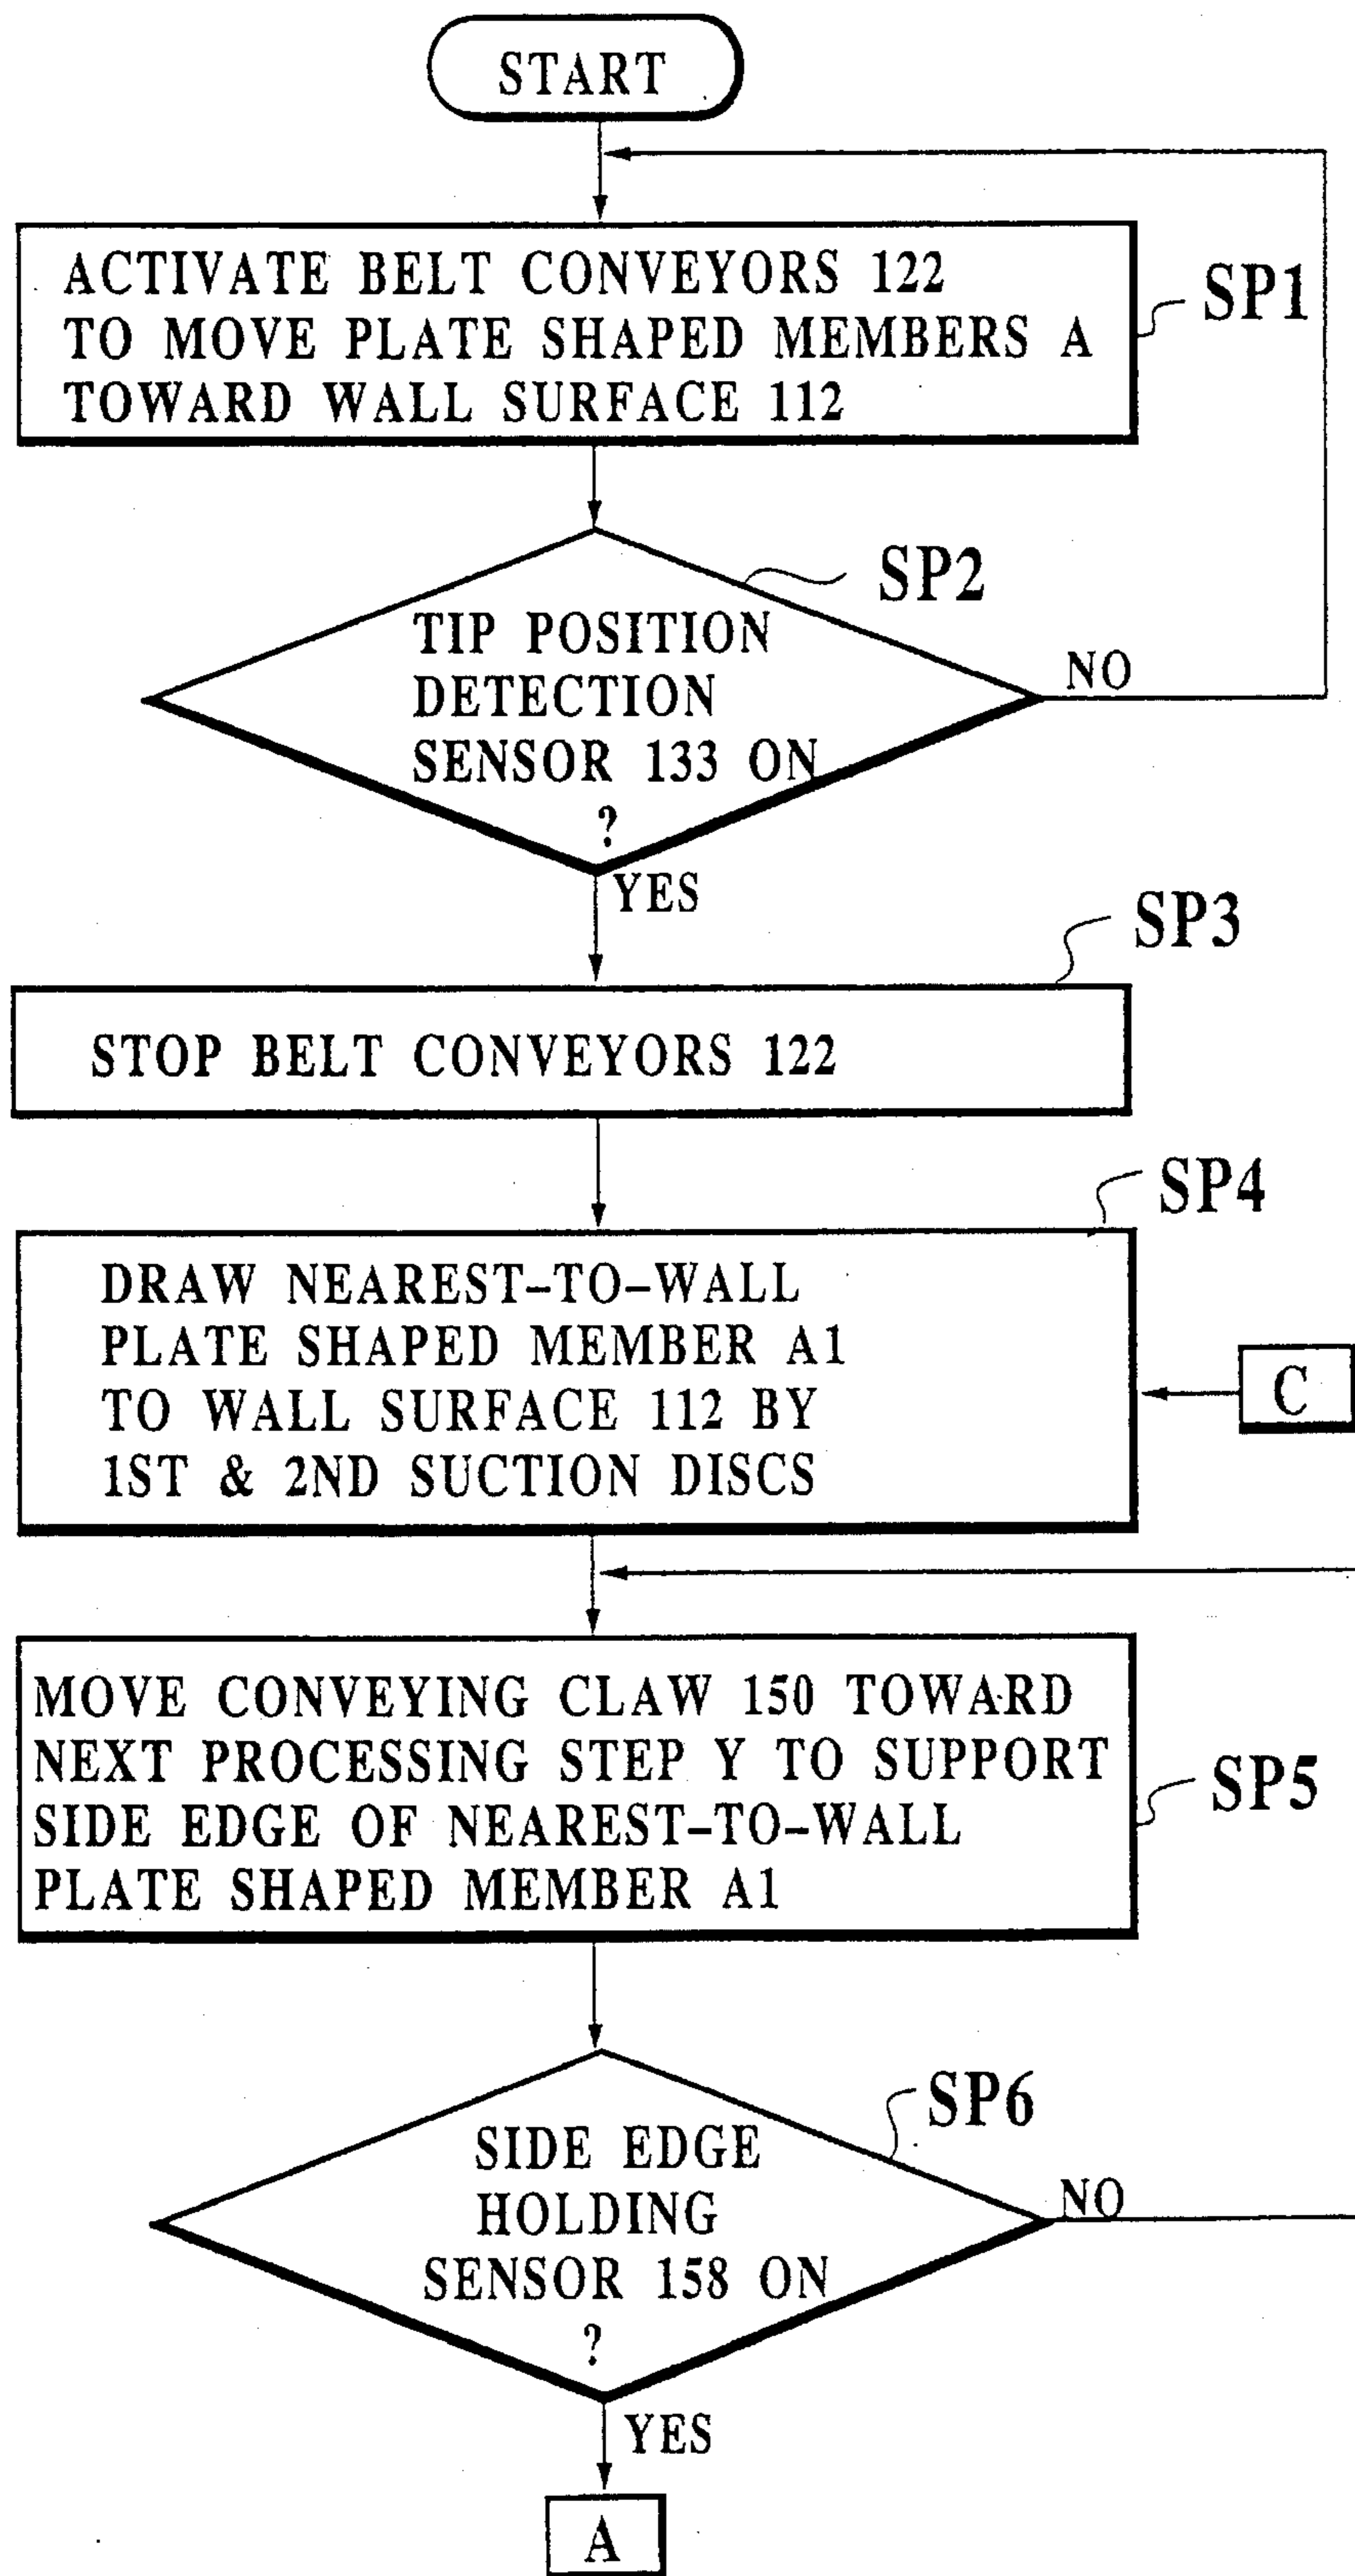 START
ACTIVATE BELT CONVEYORS 122
TO MOVE PLATE SHAPED MEMBERS A
TOWARD WALL SURFACE 112
SP1
SP2
TIP POSITION
DETECTION
SENSOR 133 ON
?
NO
YES
SP3
STOP BELT CONVEYORS 122
SP4
DRAW NEAREST-TO-WALL
PLATE SHAPED MEMBER A1
TO WALL SURFACE 112 BY
1ST & 2ND SUCTION DISCS
C
MOVE CONVEYING CLAW 150 TOWARD
NEXT PROCESSING STEP Y TO SUPPORT
SIDE EDGE OF NEAREST-TO-WALL
PLATE SHAPED MEMBER A1
SP5
SP6
SIDE EDGE
HOLDING
SENSOR 158 ON
?
NO
YES
A